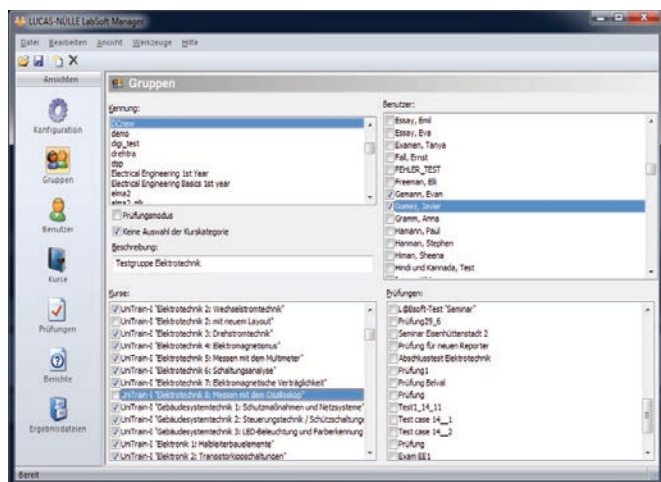 LUCAS-NÜLLE LabSoft Manager
Datei Bearbeiten Ansicht Werkzeuge Hilfe
Ansichten
Konfiguration
Gruppen
Benutzer
Kurse
Prüfungen
Berichte
Ergebnisdateien
Gruppen
Kennung:
demo
digi_test
drehtra
dsp
Electrical Engineering 1st Year
Electrical Engineering Basics 1st year
elma2
Prüfungsmodus
Keine Auswahl der Kurskategorie
Beschreibung:
Testgruppe Elektrotechnik
Benutzer:
Essay, Emil
Essay, Eva
Examen, Tanya
Fall, Ernst
FEHLER_TEST
Freeman, Elli
Gemann, Evan
Gomez, Javier
Gramm, Anna
Hamann, Paul
Hanman, Stephen
Himan, Sheena
Hindi und Kannada, Test
Kurse:
UniTrain-I "Elektrotechnik 2: Wechselstromtechnik"
UniTrain-I "Elektrotechnik 2: mit neuem Layout"
UniTrain-I "Elektrotechnik 3: Drehstromtechnik"
UniTrain-I "Elektrotechnik 4: Elektromagnetismus"
UniTrain-I "Elektrotechnik 5: Messen mit dem Multimeter"
UniTrain-I "Elektrotechnik 6: Schaltungsanalyse"
UniTrain-I "Elektrotechnik 7: Elektromagnetische Verträglichkeit"
UniTrain-I "Elektrotechnik 8: Messen mit dem Oszilloskop"
UniTrain-I "Gebäudesystemtechnik 1: Schutzmaßnahmen und Netzsysteme"
UniTrain-I "Gebäudesystemtechnik 2: Steuerungstechnik / Schützschaltunge
UniTrain-I "Gebäudesystemtechnik 3: LED-Beleuchtung und Farberkennung
UniTrain-I "Elektronik 1: Halbleiterbauelemente"
UniTrain-I "Elektronik 2: Transistorkippschaltungen"
Prüfungen:
L@Bsoft-Test "Seminar"
Prüfung29_6
Seminar Eisenhüttenstadt 2
Prüfung für neuen Reporter
Abschlusstest Elektrotechnik
Prüfung1
Prüfung Belval
Prüfung
Test1_14_11
Test case 14__1
Test case 14__2
Prüfung
Exam EE1
Bereit